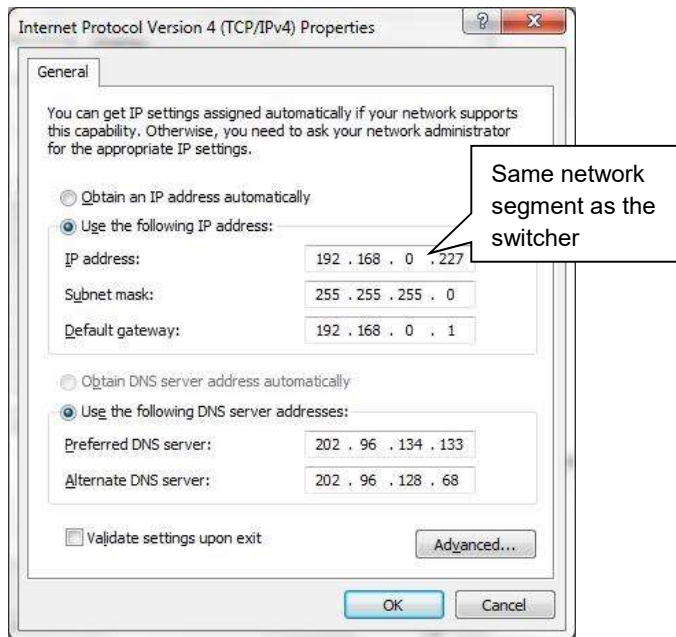 Internet Protocol Version 4 (TCP/IPv4) Properties
General
You can get IP settings assigned automatically if your network supports
this capability. Otherwise, you need to ask your network administrator
for the appropriate IP settings.
Same network
segment as the
switcher
Obtain an IP address automatically
Use the following IP address:
IP address: 192 . 168 . 0 . 227
Subnet mask: 255 . 255 . 255 . 0
Default gateway: 192 . 168 . 0 . 1
Obtain DNS server address automatically
Use the following DNS server addresses:
Preferred DNS server: 202 . 96 . 134 . 133
Alternate DNS server: 202 . 96 . 128 . 68
Validate settings upon exit
Advanced...
OK Cancel